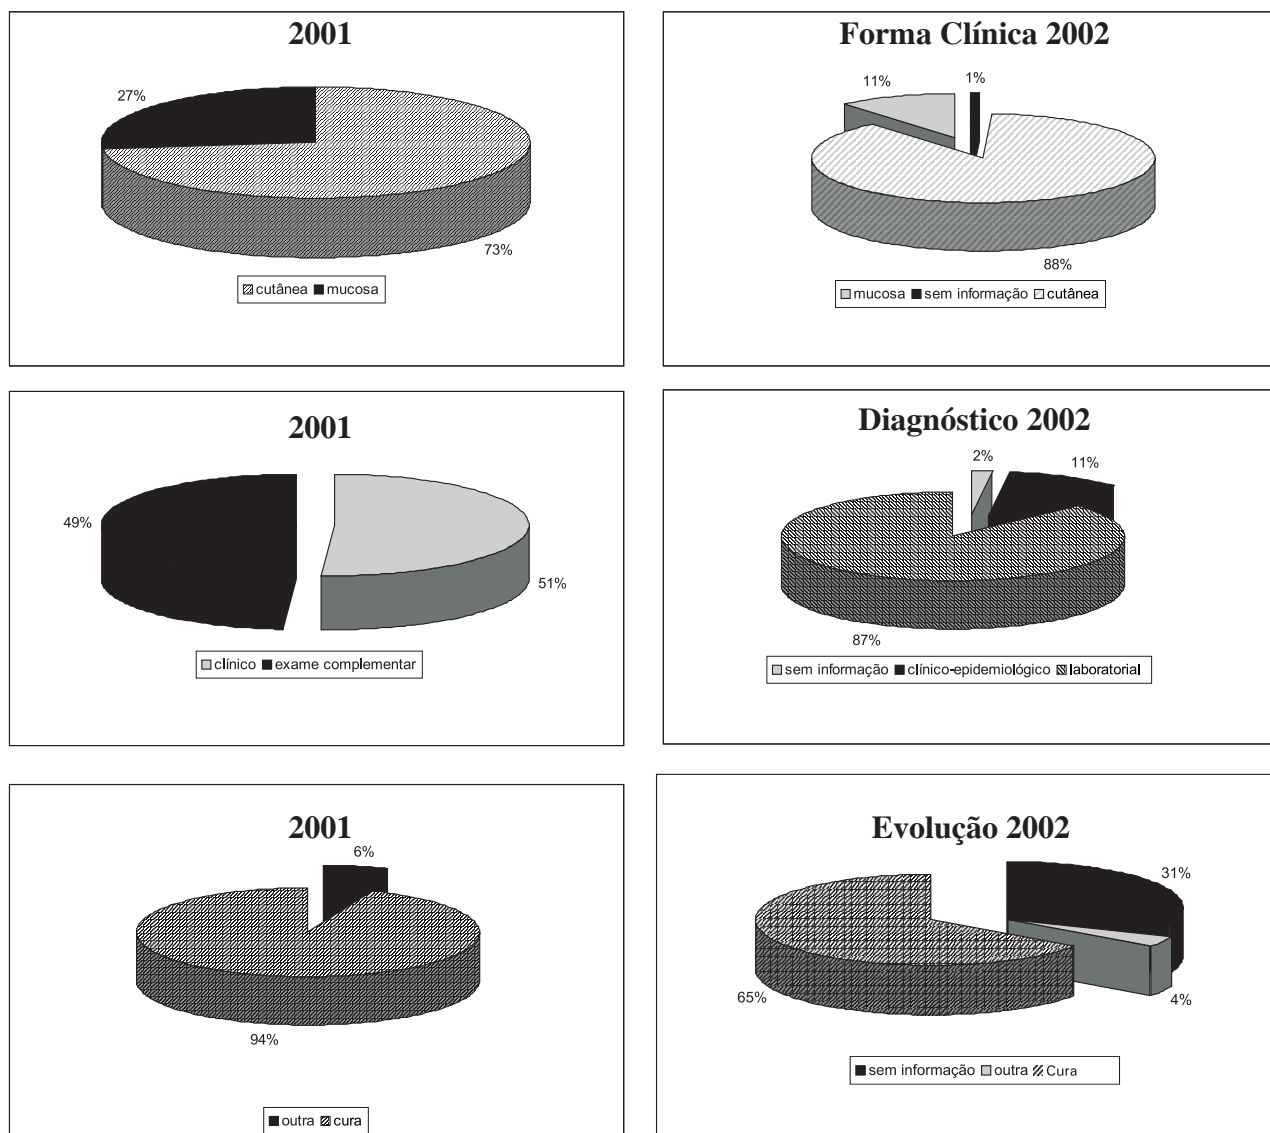 2001
27%
73%
cutânea mucosa
Forma Clínica 2002
11% 1%
88%
mucosa sem informação cutânea
2001
49%
51%
clínico exame complementar
Diagnóstico 2002
2% 11%
87%
sem informação clínico-epidemiológico laboratorial
2001
6%
94%
outra cura
Evolução 2002
31%
65%
4%
sem informação outra Cura